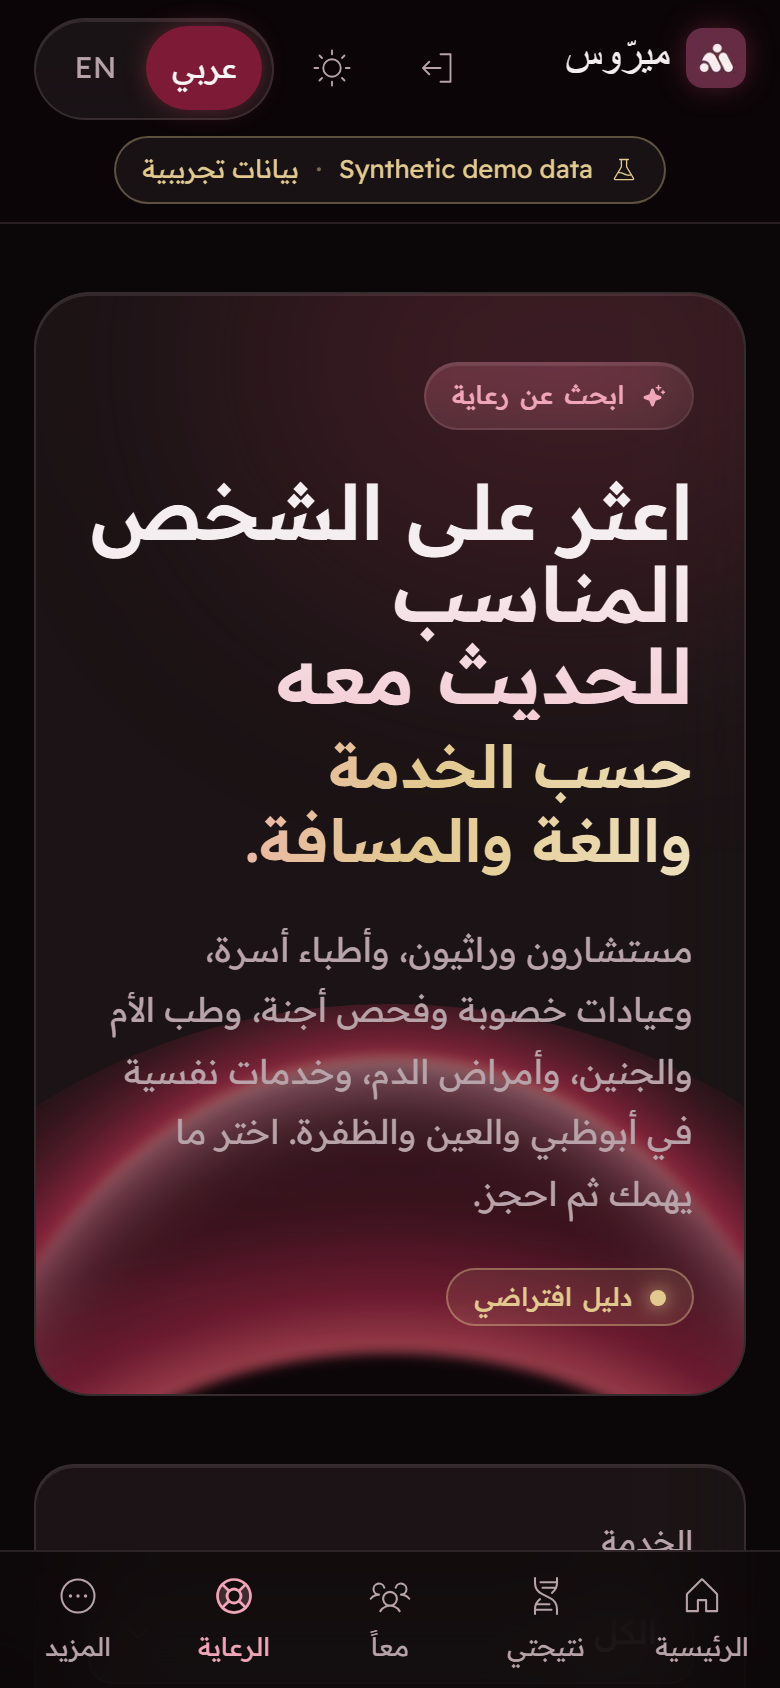 ميرّوس
عربي
EN
Synthetic demo data · بيانات تجريبية
ابحث عن رعاية
اعثر على الشخص
المناسب
للحديث معه
حسب الخدمة
واللغة والمسافة.
مستشارون وراثيون، وأطباء أسرة،
وعيادات خصوبة وفحص أجنة، وطب الأم
والجنين، وأمراض الدم، وخدمات نفسية
في أبوظبي والعين والظفرة. اختر ما
يهمك ثم احجز.
دليل افتراضي
الخدمة
الكل
الرئيسية
نتيجتي
معاً
الرعاية
المزيد